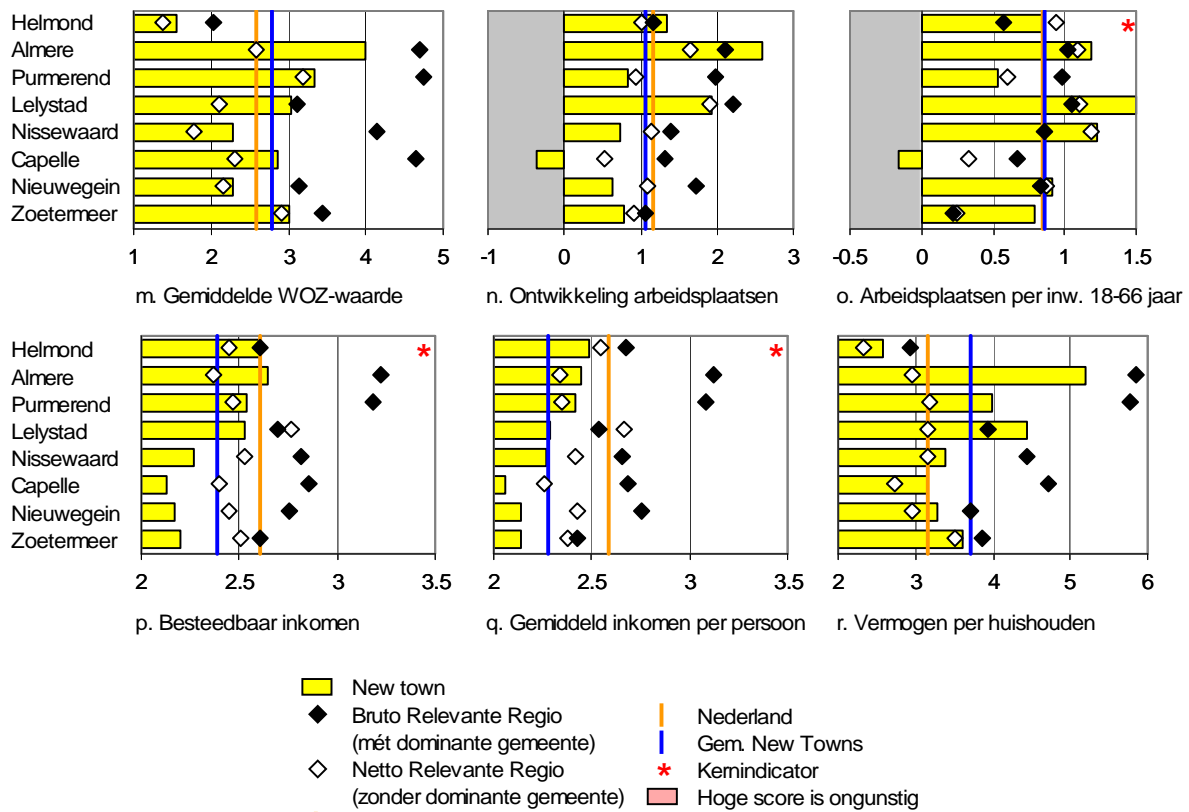 Helmond
Almere
Purmerend
Lelystad
Nissewaard
Capelle
Nieuwegein
Zoetermeer
1 2 3 4 5
m. Gemiddelde WOZ-waarde
-1 0 1 2 3
n. Ontwikkeling arbeidsplaatsen
*
-0.5 0 0.5 1 1.5
o. Arbeidsplaatsen per inw. 18-66 jaar
Helmond
Almere
Purmerend
Lelystad
Nissewaard
Capelle
Nieuwegein
Zoetermeer
*
2 2.5 3 3.5
p. Besteedbaar inkomen
*
2 2.5 3 3.5
q. Gemiddeld inkomen per persoon
2 3 4 5 6
r. Vermogen per huishouden
New town
Bruto Relevante Regio
(mét dominante gemeente)
Netto Relevante Regio
(zonder dominante gemeente)
Nederland
Gem. New Towns
* Kernindicator
Hoge score is ongunstig